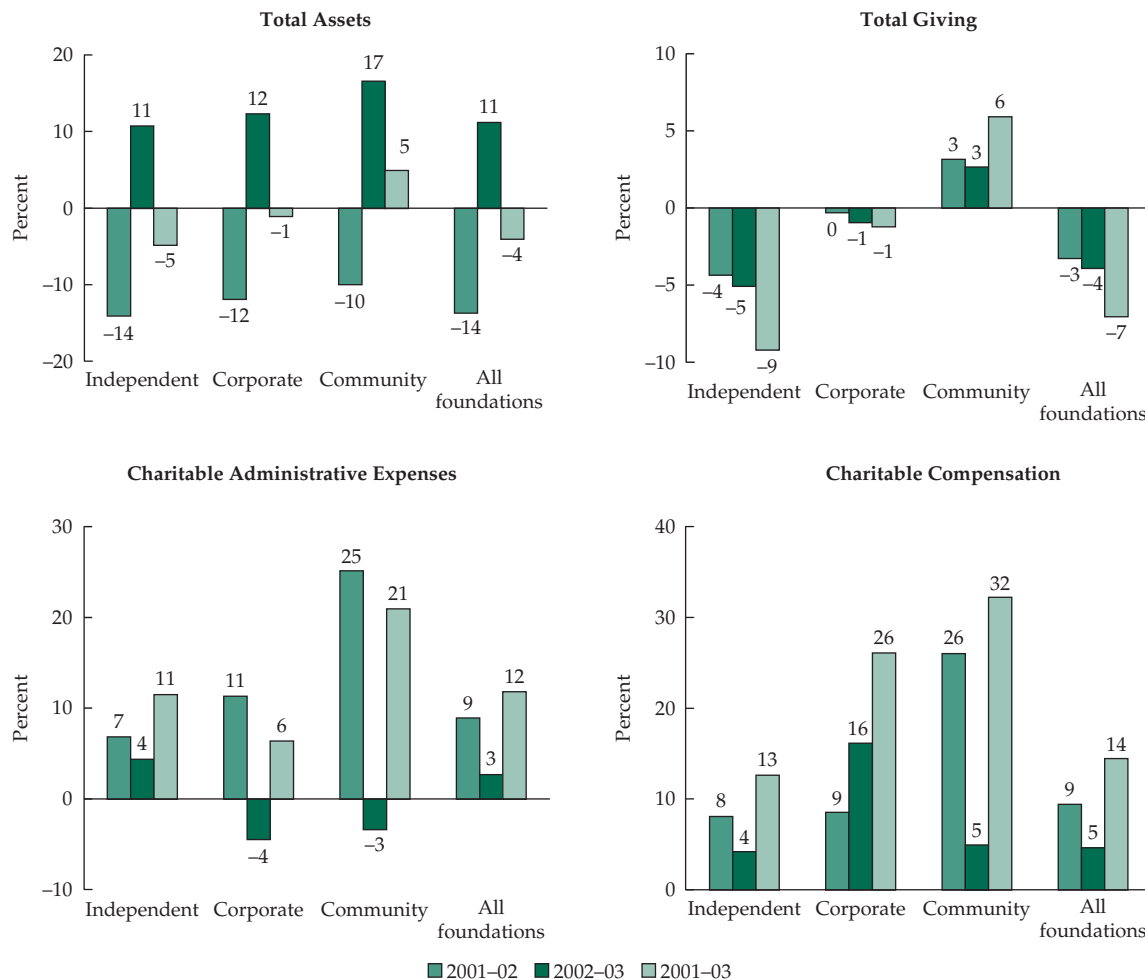 Total Assets
Percent
20
10
0
–10
–20
11
–14
–5
12
–12
–1
17
–10
5
11
–14
–4
Independent
Corporate
Community
All
foundations
Total Giving
Percent
10
5
0
–5
–10
–4
–5
–9
0
–1
–1
3
3
6
–3
–4
–7
Independent
Corporate
Community
All
foundations
Charitable Administrative Expenses
Percent
30
20
10
0
–10
7
4
11
11
–4
6
25
–3
21
9
3
12
Independent
Corporate
Community
All
foundations
Charitable Compensation
Percent
40
30
20
10
0
8
4
13
9
16
26
26
5
32
9
5
14
Independent
Corporate
Community
All
foundations
2001–02 2002–03 2001–03